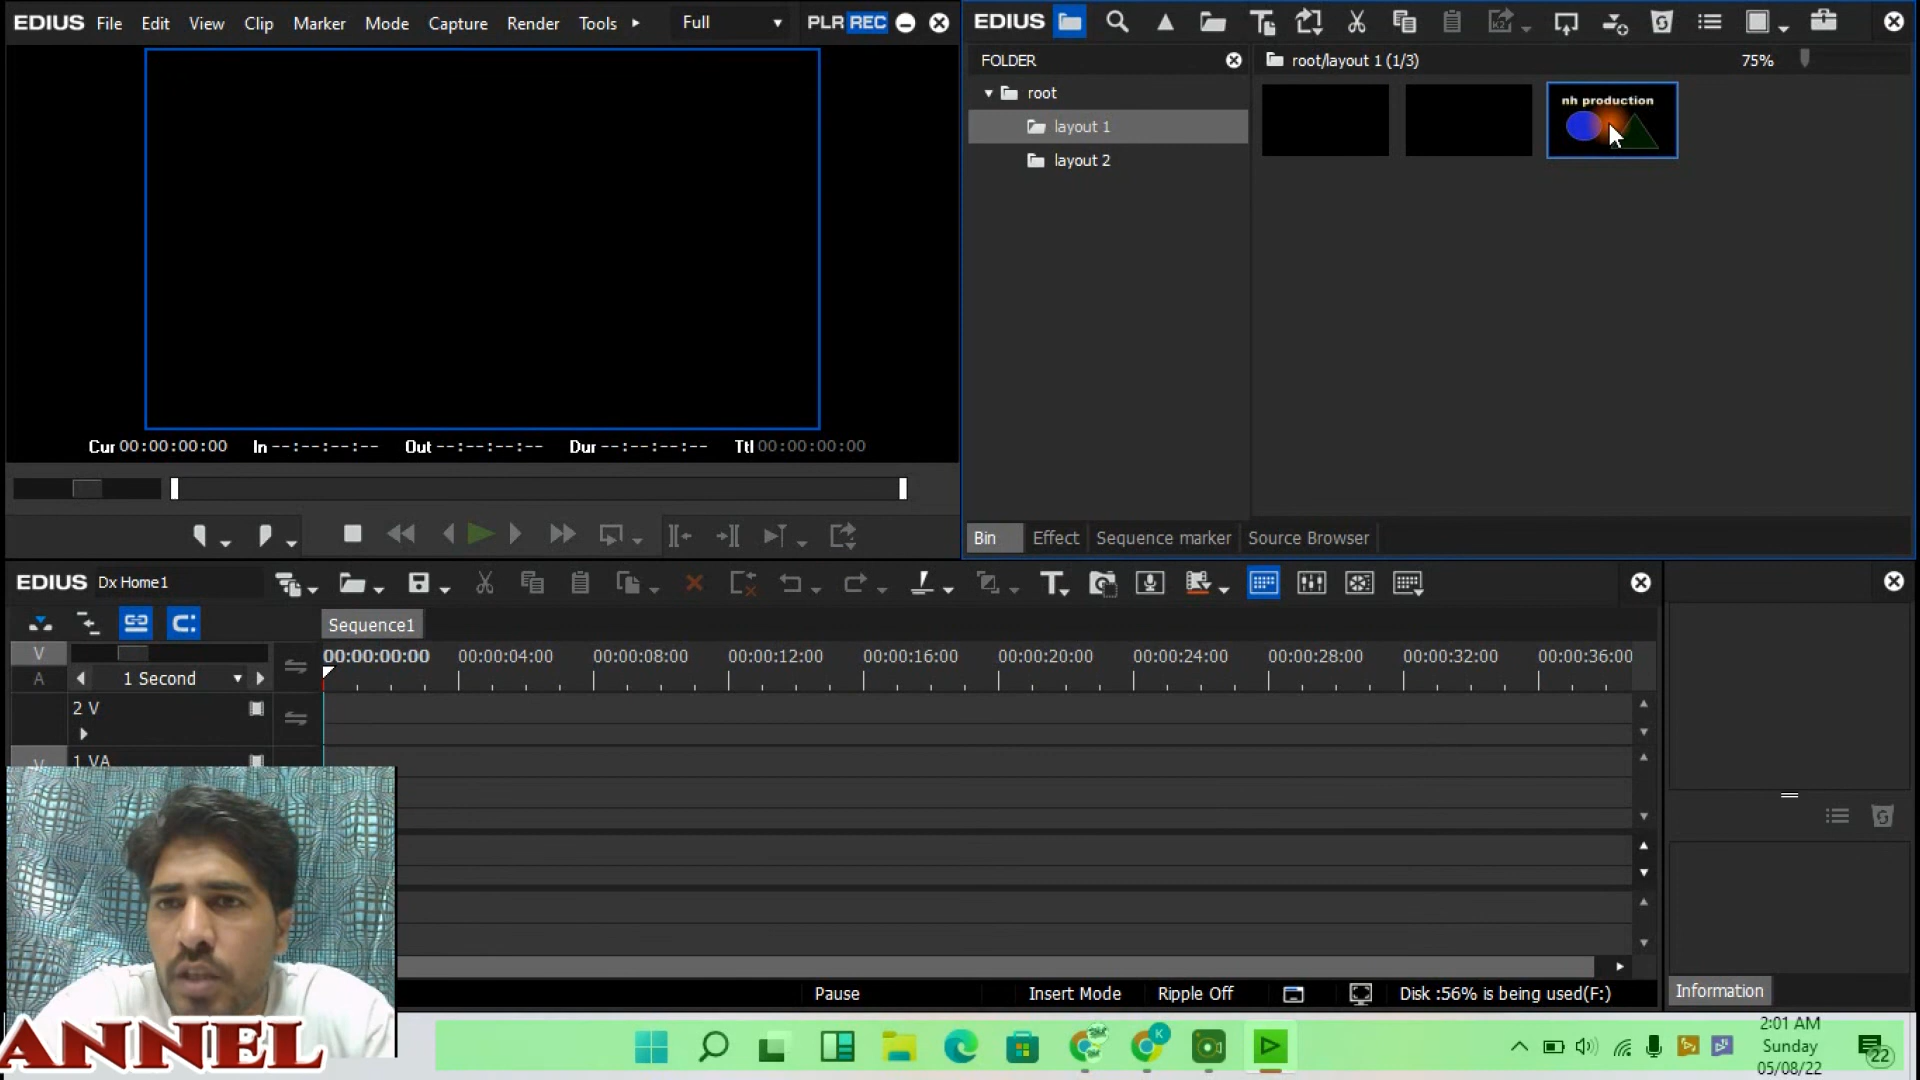 EDIUS File Edit View Clip Marker Mode Capture Render Tools Full PLR REC
EDIUS
FOLDER
root/layout 1 (1/3) 75%
root
layout 1
layout 2
nh production
Cur 00:00:00:00 In --:--:--:-- Out --:--:--:-- Dur --:--:--:-- Ttl 00:00:00:00
Bin Effect Sequence marker Source Browser
EDIUS Dx Home1
Sequence1
V
A
1 Second
00:00:00:00 00:00:04:00 00:00:08:00 00:00:12:00 00:00:16:00 00:00:20:00 00:00:24:00 00:00:28:00 00:00:32:00 00:00:36:00
2 V
V
1 VA
Pause Insert Mode Ripple Off Disk :56% is being used(F:)
Information
ANNEL
K
2:01 AM
Sunday
05/08/22
22